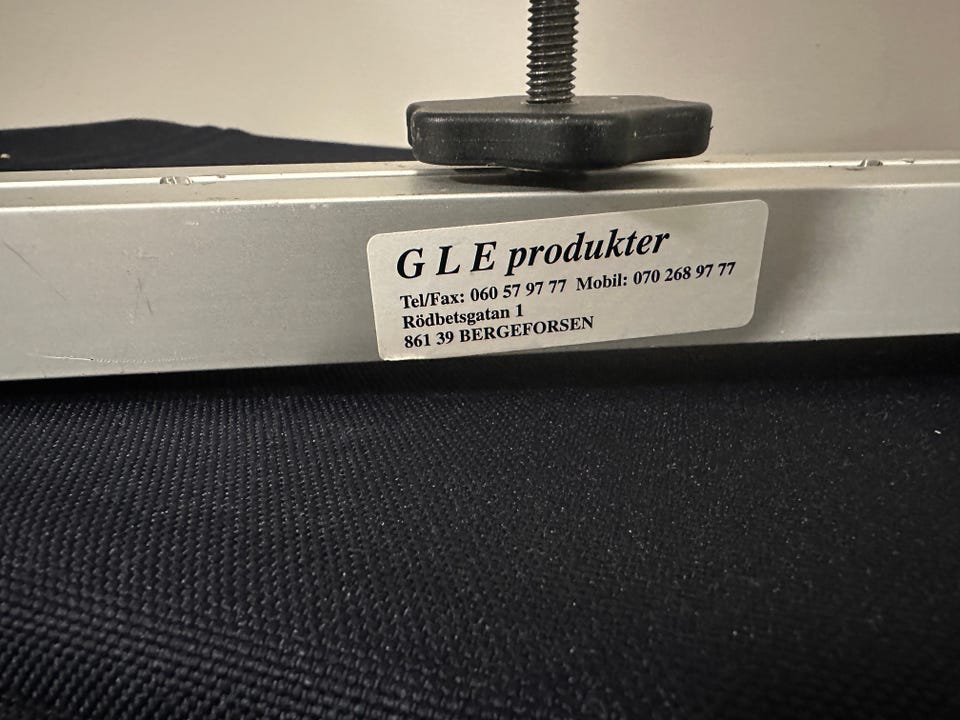 G L E produkter
Tel/Fax: 060 57 97 77 Mobil: 070 268 97 77
Rödbetsgatan 1
861 39 BERGEFORSEN